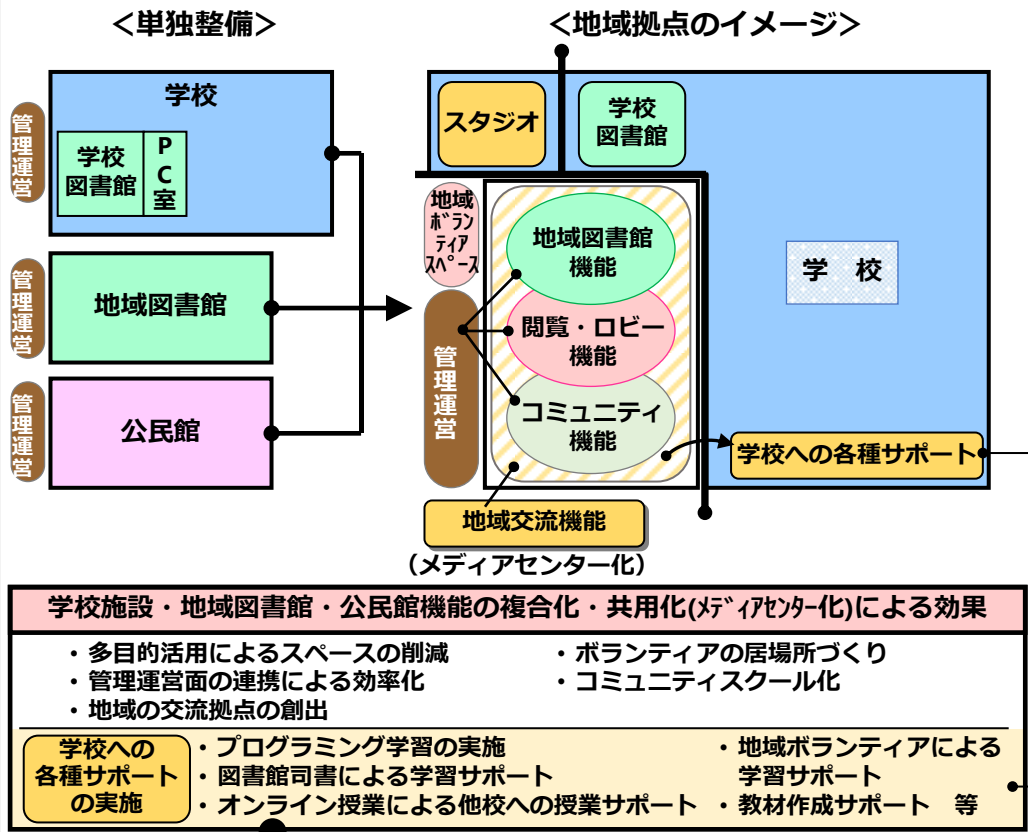 ＜単独整備＞
＜地域拠点のイメージ＞
管理運営
学校
学校
図書館
PC室
管理運営
地域図書館
管理運営
公民館
スタジオ
学校
図書館
地域
ﾎﾞﾗﾝ
ﾃｨｱ
ｽﾍﾟｰｽ
管理運営
地域図書館
機能
閲覧・ロビー
機能
コミュニティ
機能
学　校
学校への各種サポート
地域交流機能
（メディアセンター化）
学校施設・地域図書館・公民館機能の複合化・共用化(ﾒﾃﾞｨｱｾﾝﾀｰ化)による効果
・多目的活用によるスペースの削減
・管理運営面の連携による効率化
・地域の交流拠点の創出
・ボランティアの居場所づくり
・コミュニティスクール化
学校への
各種サポート
の実施
・プログラミング学習の実施
・図書館司書による学習サポート
・オンライン授業による他校への授業サポート
・地域ボランティアによる
学習サポート
・教材作成サポート　等